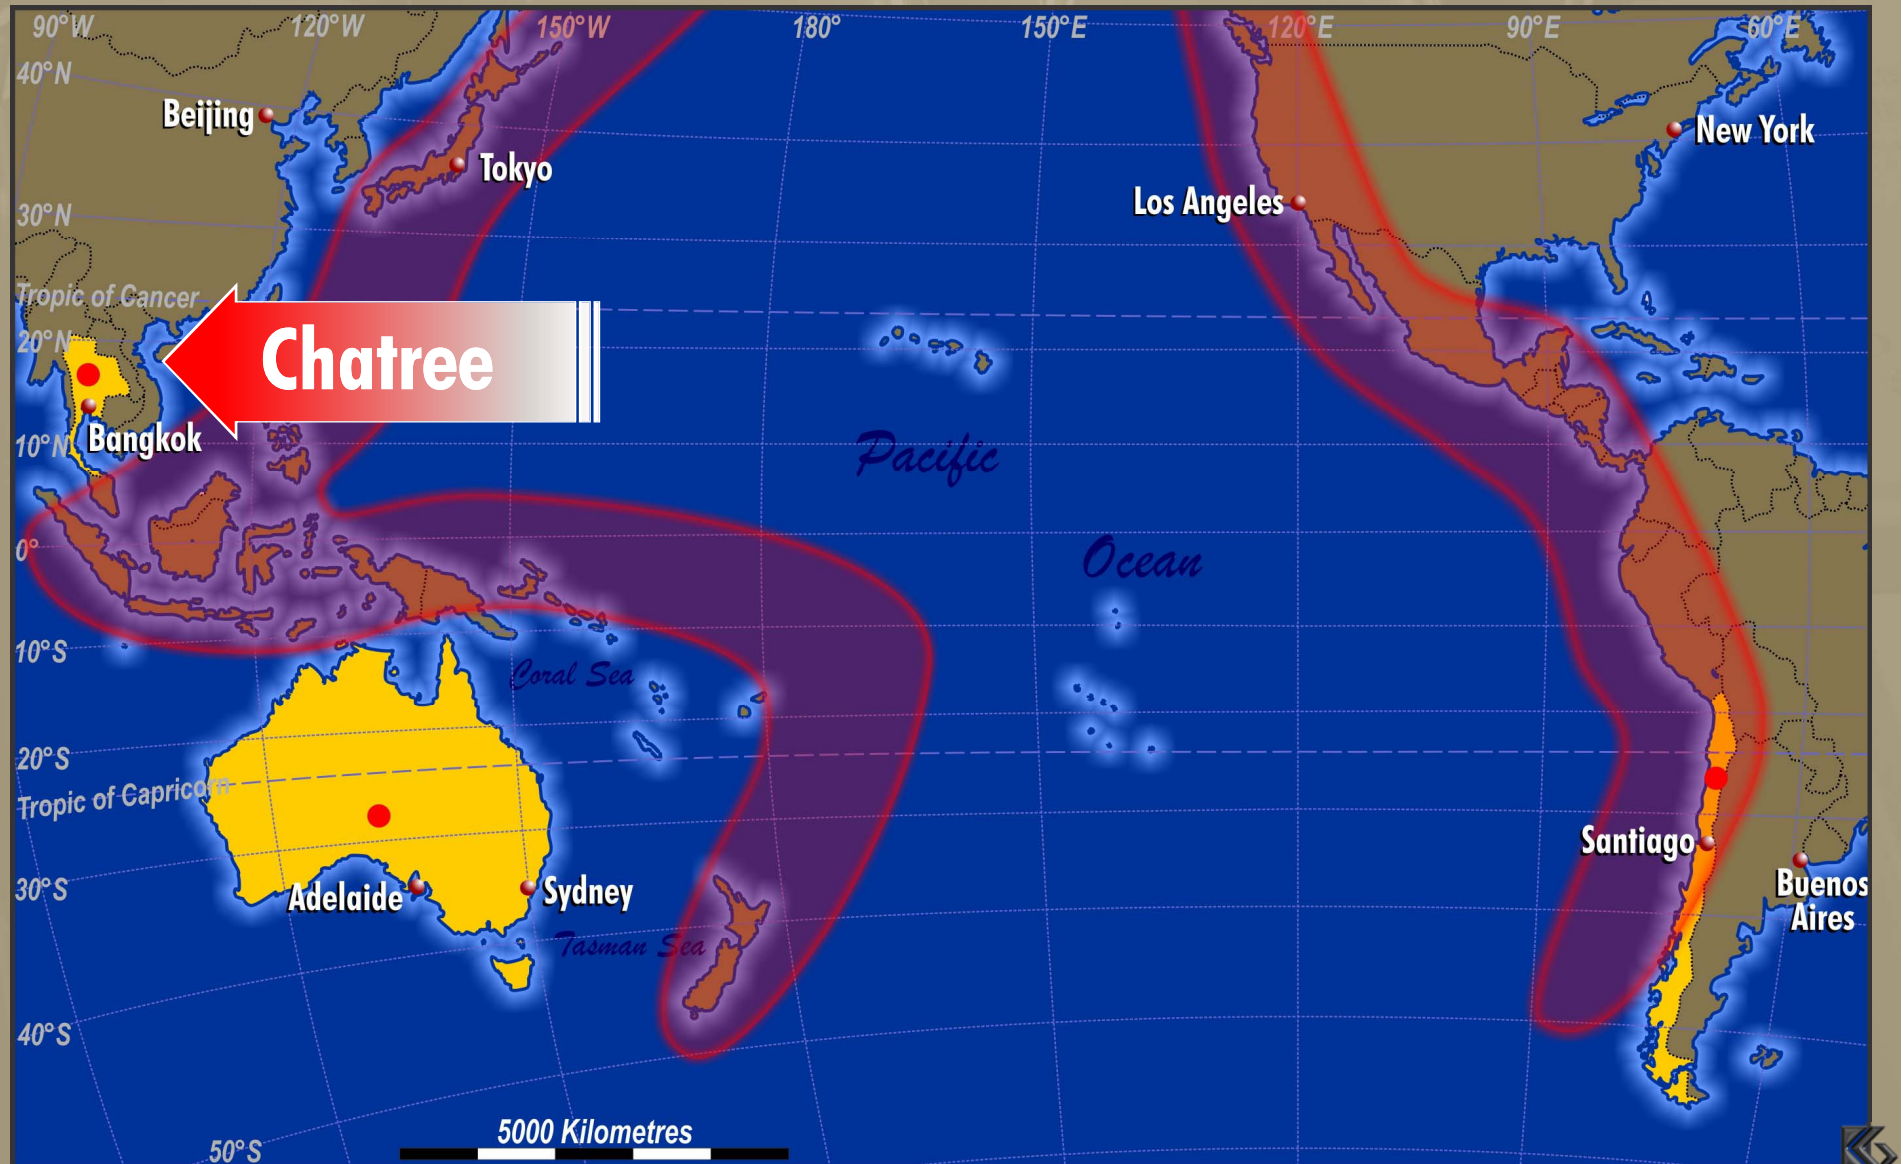 90°W 120°W 150°W 180° 150°E 120°E 90°E 60°E
40°N
Beijing
New York
Tokyo
Los Angeles
30°N
Tropic of Cancer
20°N
Chatree
Bangkok
10°N
Pacific
0°
Ocean
10°S
Coral Sea
20°S
Tropic of Capricorn
Santiago
30°S
Adelaide
Sydney
Buenos
Aires
Tasman Sea
40°S
5000 Kilometres
50°S